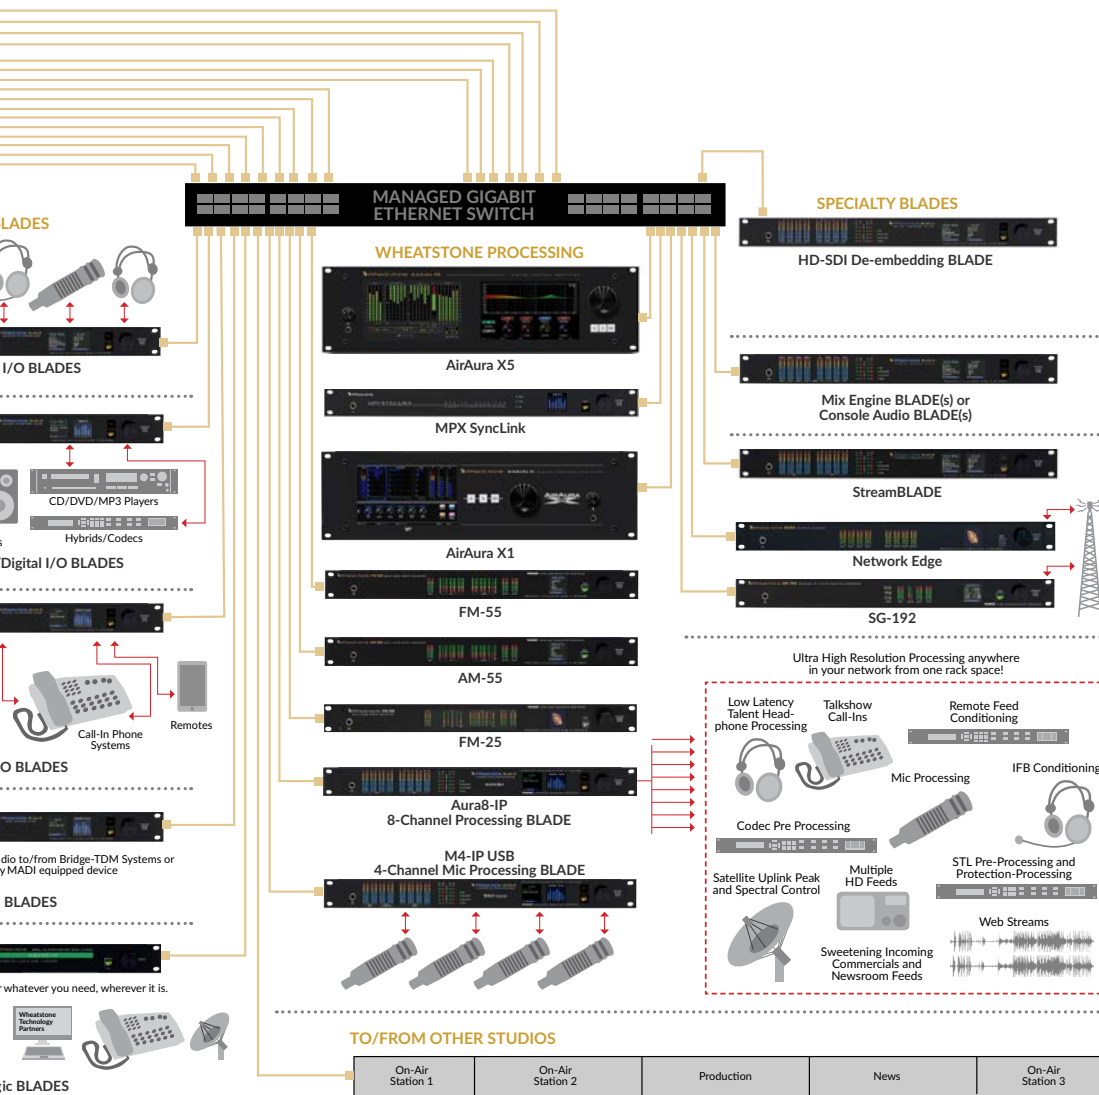 MANAGED GIGABIT
ETHERNET SWITCH
BLADES
I/O BLADES
CD/DVD/MP3 Players
Hybrids/Codecs
/Digital I/O BLADES
Call-In Phone
Systems
Remotes
O BLADES
dio to/from Bridge-TDM Systems or
y MADI equipped device
BLADES
r whatever you need, wherever it is.
Wheatstone
Technology
Partners
gic BLADES
WHEATSTONE PROCESSING
AirAura X5
MPX SyncLink
AirAura X1
FM-55
AM-55
FM-25
Aura8-IP
8-Channel Processing BLADE
M4-IP USB
4-Channel Mic Processing BLADE
SPECIALTY BLADES
HD-SDI De-embedding BLADE
Mix Engine BLADE(s) or
Console Audio BLADE(s)
StreamBLADE
Network Edge
SG-192
Ultra High Resolution Processing anywhere
in your network from one rack space!
Low Latency
Talent Head-
phone Processing
Talkshow
Call-Ins
Remote Feed
Conditioning
Mic Processing
IFB Conditioning
Codec Pre Processing
Satellite Uplink Peak
and Spectral Control
Multiple
HD Feeds
STL Pre-Processing and
Protection-Processing
Sweetening Incoming
Commercials and
Newsroom Feeds
Web Streams
TO/FROM OTHER STUDIOS
On-Air
Station 1
On-Air
Station 2
Production
News
On-Air
Station 3